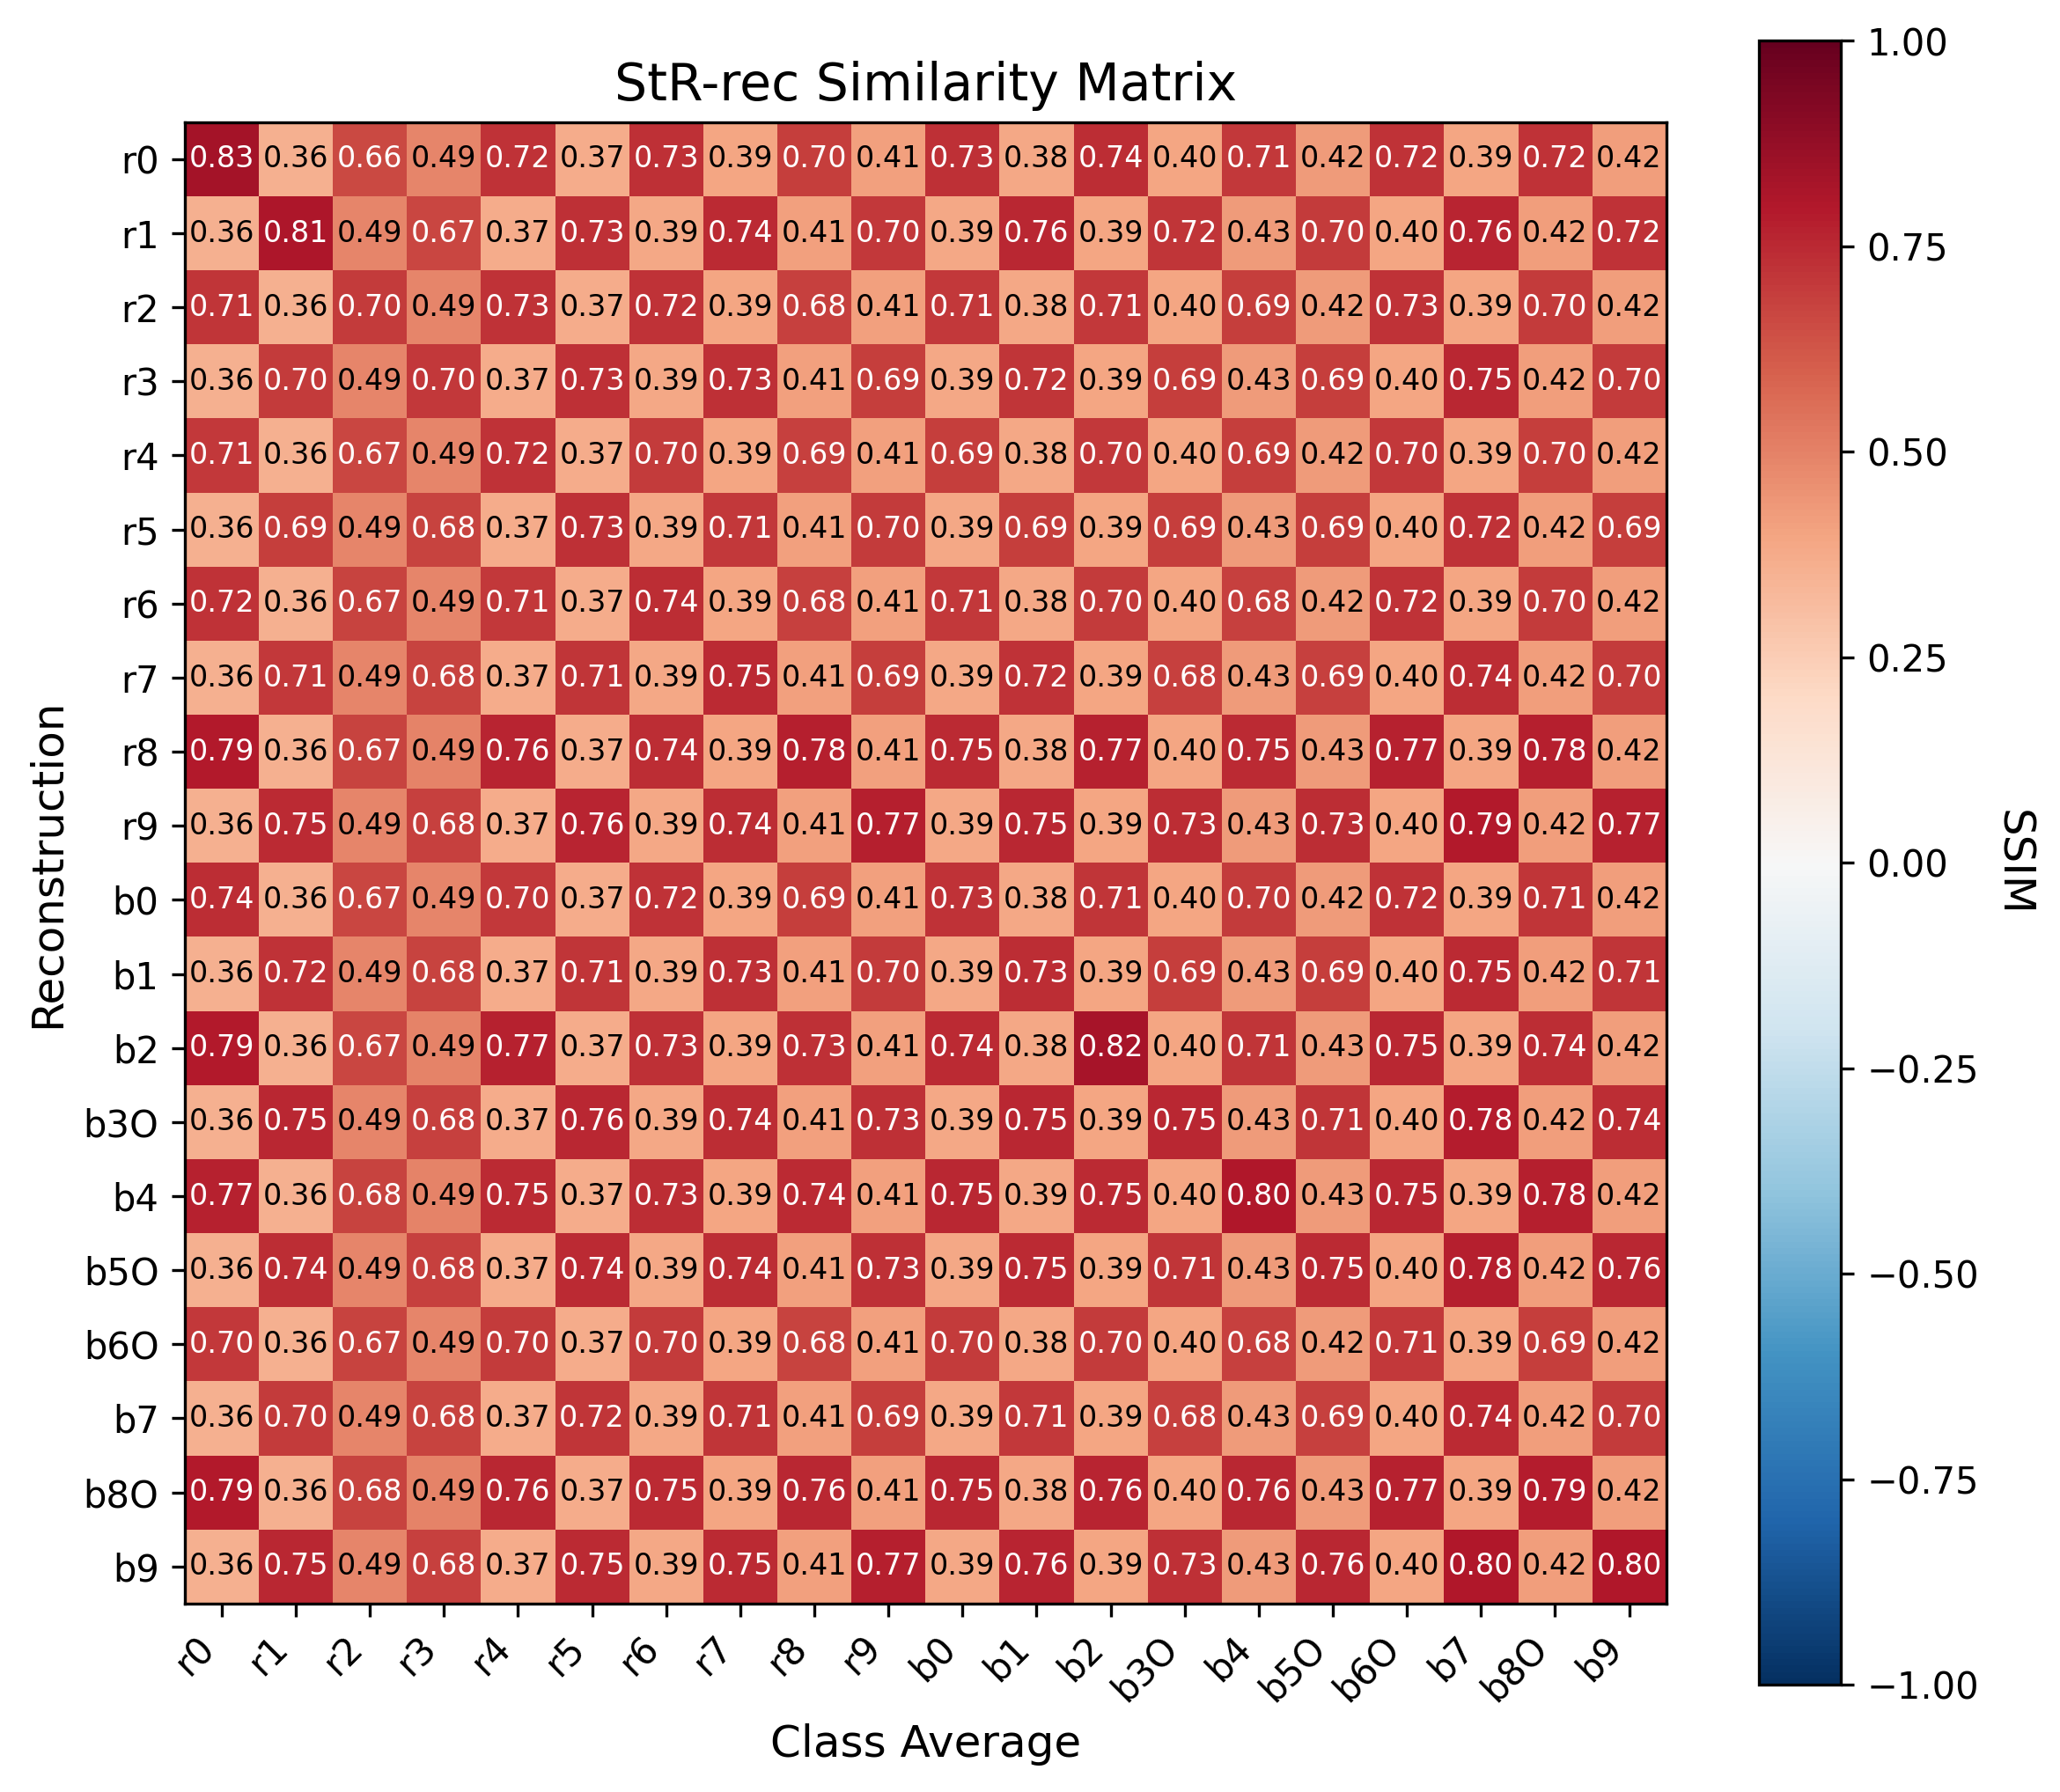 StR-rec Similarity Matrix
r0 0.83 0.36 0.66 0.49 0.72 0.37 0.73 0.39 0.70 0.41 0.73 0.38 0.74 0.40 0.71 0.42 0.72 0.39 0.72 0.42
r1 0.36 0.81 0.49 0.67 0.37 0.73 0.39 0.74 0.41 0.70 0.39 0.76 0.39 0.72 0.43 0.70 0.40 0.76 0.42 0.72
r2 0.71 0.36 0.70 0.49 0.73 0.37 0.72 0.39 0.68 0.41 0.71 0.38 0.71 0.40 0.69 0.42 0.73 0.39 0.70 0.42
r3 0.36 0.70 0.49 0.70 0.37 0.73 0.39 0.73 0.41 0.69 0.39 0.72 0.39 0.69 0.43 0.69 0.40 0.75 0.42 0.70
r4 0.71 0.36 0.67 0.49 0.72 0.37 0.70 0.39 0.69 0.41 0.69 0.38 0.70 0.40 0.69 0.42 0.70 0.39 0.70 0.42
r5 0.36 0.69 0.49 0.68 0.37 0.73 0.39 0.71 0.41 0.70 0.39 0.69 0.39 0.69 0.43 0.69 0.40 0.72 0.42 0.69
r6 0.72 0.36 0.67 0.49 0.71 0.37 0.74 0.39 0.68 0.41 0.71 0.38 0.70 0.40 0.68 0.42 0.72 0.39 0.70 0.42
r7 0.36 0.71 0.49 0.68 0.37 0.71 0.39 0.75 0.41 0.69 0.39 0.72 0.39 0.68 0.43 0.69 0.40 0.74 0.42 0.70
r8 0.79 0.36 0.67 0.49 0.76 0.37 0.74 0.39 0.78 0.41 0.75 0.38 0.77 0.40 0.75 0.43 0.77 0.39 0.78 0.42
r9 0.36 0.75 0.49 0.68 0.37 0.76 0.39 0.74 0.41 0.77 0.39 0.75 0.39 0.73 0.43 0.73 0.40 0.79 0.42 0.77
b0 0.74 0.36 0.67 0.49 0.70 0.37 0.72 0.39 0.69 0.41 0.73 0.38 0.71 0.40 0.70 0.42 0.72 0.39 0.71 0.42
b1 0.36 0.72 0.49 0.68 0.37 0.71 0.39 0.73 0.41 0.70 0.39 0.73 0.39 0.69 0.43 0.69 0.40 0.75 0.42 0.71
b2 0.79 0.36 0.67 0.49 0.77 0.37 0.73 0.39 0.73 0.41 0.74 0.38 0.82 0.40 0.71 0.43 0.75 0.39 0.74 0.42
b3O 0.36 0.75 0.49 0.68 0.37 0.76 0.39 0.74 0.41 0.73 0.39 0.75 0.39 0.75 0.43 0.71 0.40 0.78 0.42 0.74
b4 0.77 0.36 0.68 0.49 0.75 0.37 0.73 0.39 0.74 0.41 0.75 0.39 0.75 0.40 0.80 0.43 0.75 0.39 0.78 0.42
b5O 0.36 0.74 0.49 0.68 0.37 0.74 0.39 0.74 0.41 0.73 0.39 0.75 0.39 0.71 0.43 0.75 0.40 0.78 0.42 0.76
b6O 0.70 0.36 0.67 0.49 0.70 0.37 0.70 0.39 0.68 0.41 0.70 0.38 0.70 0.40 0.68 0.42 0.71 0.39 0.69 0.42
b7 0.36 0.70 0.49 0.68 0.37 0.72 0.39 0.71 0.41 0.69 0.39 0.71 0.39 0.68 0.43 0.69 0.40 0.74 0.42 0.70
b8O 0.79 0.36 0.68 0.49 0.76 0.37 0.75 0.39 0.76 0.41 0.75 0.38 0.76 0.40 0.76 0.43 0.77 0.39 0.79 0.42
b9 0.36 0.75 0.49 0.68 0.37 0.75 0.39 0.75 0.41 0.77 0.39 0.76 0.39 0.73 0.43 0.76 0.40 0.80 0.42 0.80
r0 r1 r2 r3 r4 r5 r6 r7 r8 r9 b0 b1 b2 b3O b4 b5O b6O b7 b8O b9
Class Average
Reconstruction
1.00
0.75
0.50
0.25
0.00
−0.25
−0.50
−0.75
−1.00
SSIM